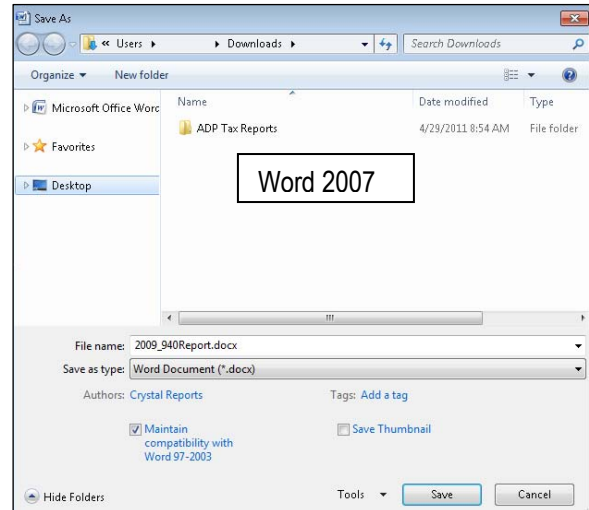 Save As
« Users ▸ ▸ Downloads ▸
Search Downloads
Organize New folder
Name Date modified Type
Microsoft Office Word
ADP Tax Reports 4/29/2011 8:54 AM File folder
Favorites
Word 2007
Desktop
File name: 2009_940Report.docx
Save as type: Word Document (*.docx)
Authors: Crystal Reports Tags: Add a tag
Maintain compatibility with Word 97-2003
Save Thumbnail
Hide Folders Tools Save Cancel